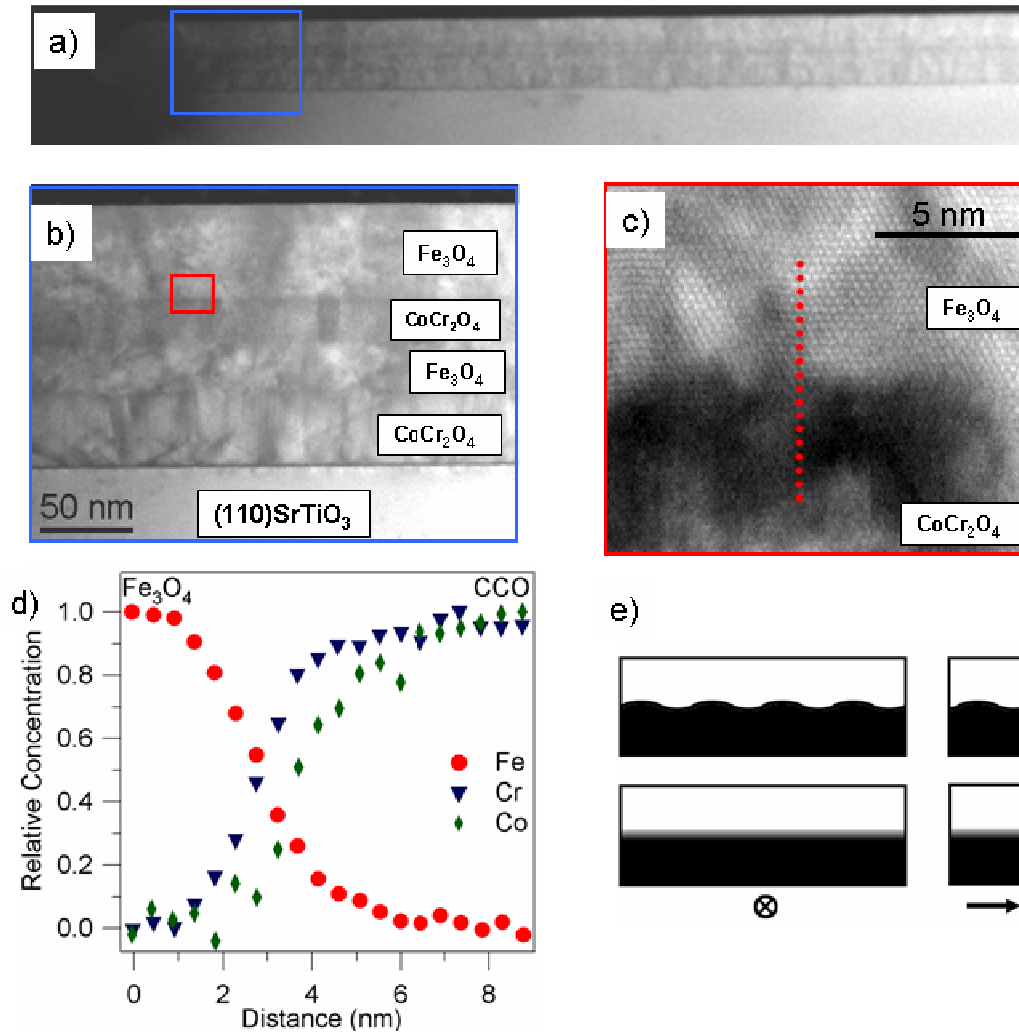 a)
b)
Fe₃O₄
CoCr₂O₄
Fe₃O₄
CoCr₂O₄
50 nm
(110)SrTiO₃
c)
5 nm
Fe₃O₄
CoCr₂O₄
d)
Fe₃O₄
CCO
1.0
0.8
0.6
0.4
0.2
0.0
Relative Concentration
Fe
Cr
Co
0
2
4
6
8
Distance (nm)
e)